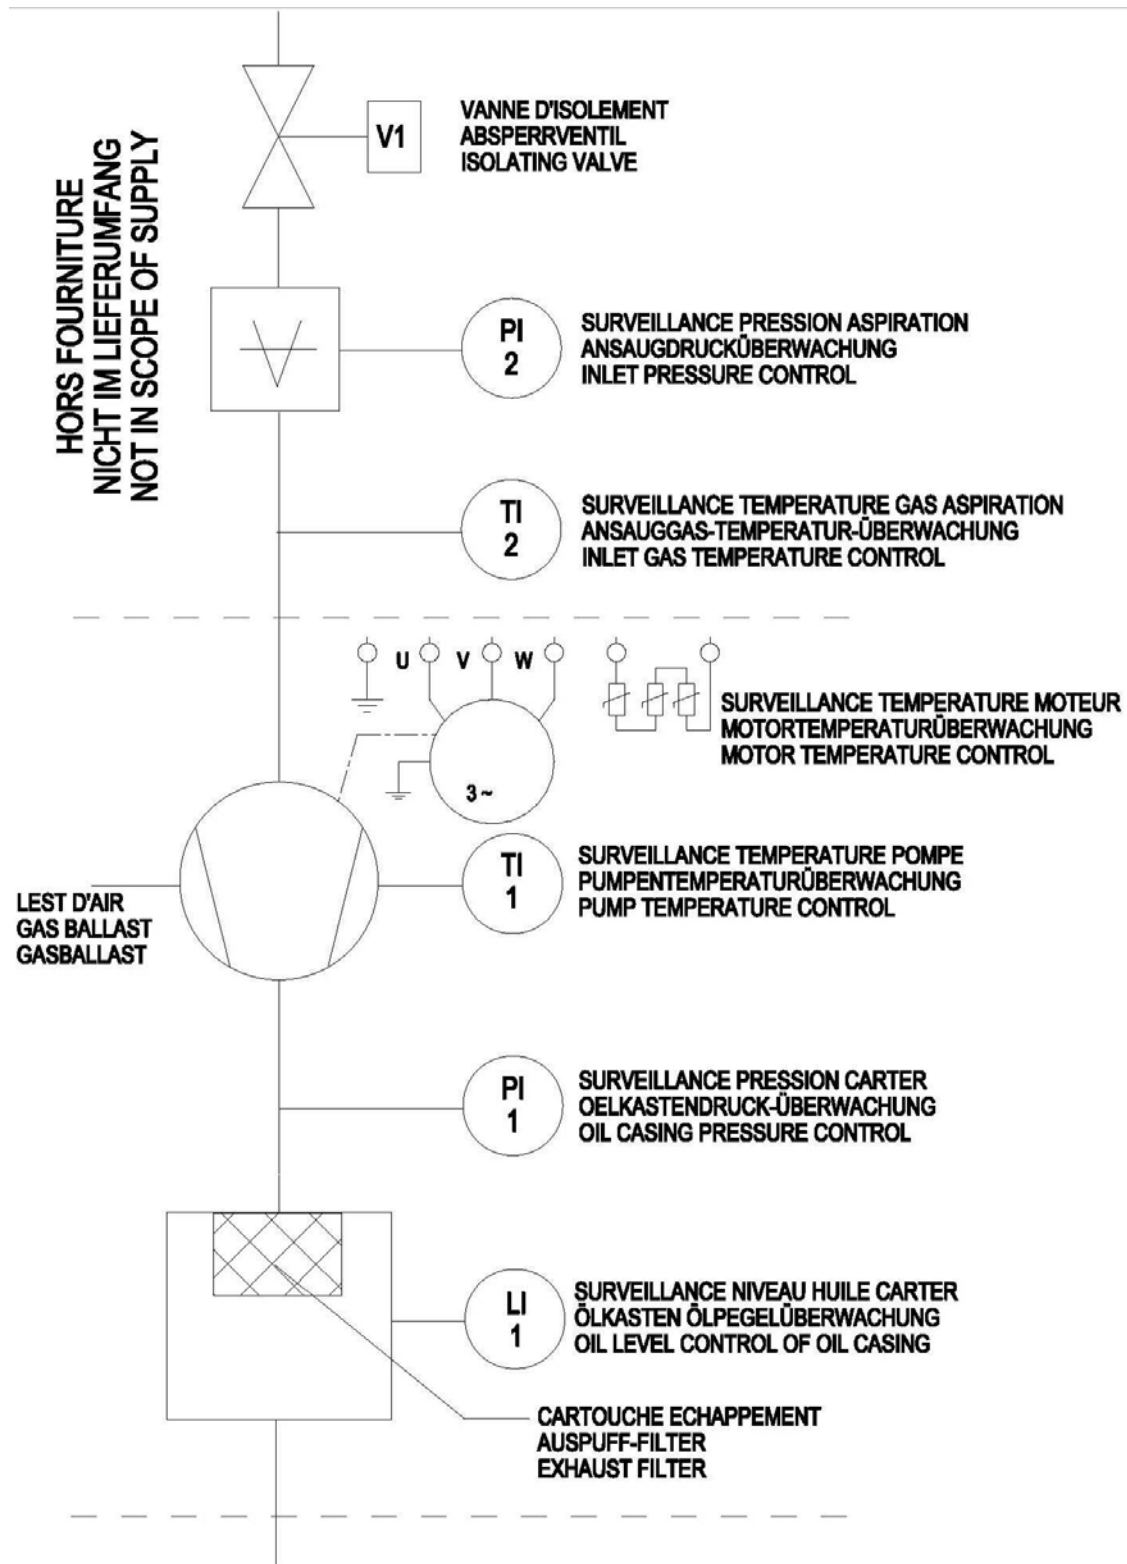 VANNE D'ISOLEMENT
ABSPERRVENTIL
ISOLATING VALVE
V1
HORS FOURNITURE
NICHT IM LIEFERUMFANG
NOT IN SCOPE OF SUPPLY
PI
2
SURVEILLANCE PRESSION ASPIRATION
ANSAUGDRUCKÜBERWACHUNG
INLET PRESSURE CONTROL
TI
2
SURVEILLANCE TEMPERATURE GAS ASPIRATION
ANSAUGGAS-TEMPERATUR-ÜBERWACHUNG
INLET GAS TEMPERATURE CONTROL
U V W
SURVEILLANCE TEMPERATURE MOTEUR
MOTORTEMPERATURÜBERWACHUNG
MOTOR TEMPERATURE CONTROL
3 ~
TI
1
SURVEILLANCE TEMPERATURE POMPE
PUMPENTEMPERATURÜBERWACHUNG
PUMP TEMPERATURE CONTROL
LEST D'AIR
GAS BALLAST
GASBALLAST
PI
1
SURVEILLANCE PRESSION CARTER
OELKASTENDRUCK-ÜBERWACHUNG
OIL CASING PRESSURE CONTROL
LI
1
SURVEILLANCE NIVEAU HUILE CARTER
ÖLKASTEN ÖLPEGELÜBERWACHUNG
OIL LEVEL CONTROL OF OIL CASING
CARTOUCHE ECHAPPEMENT
AUSPUFF-FILTER
EXHAUST FILTER